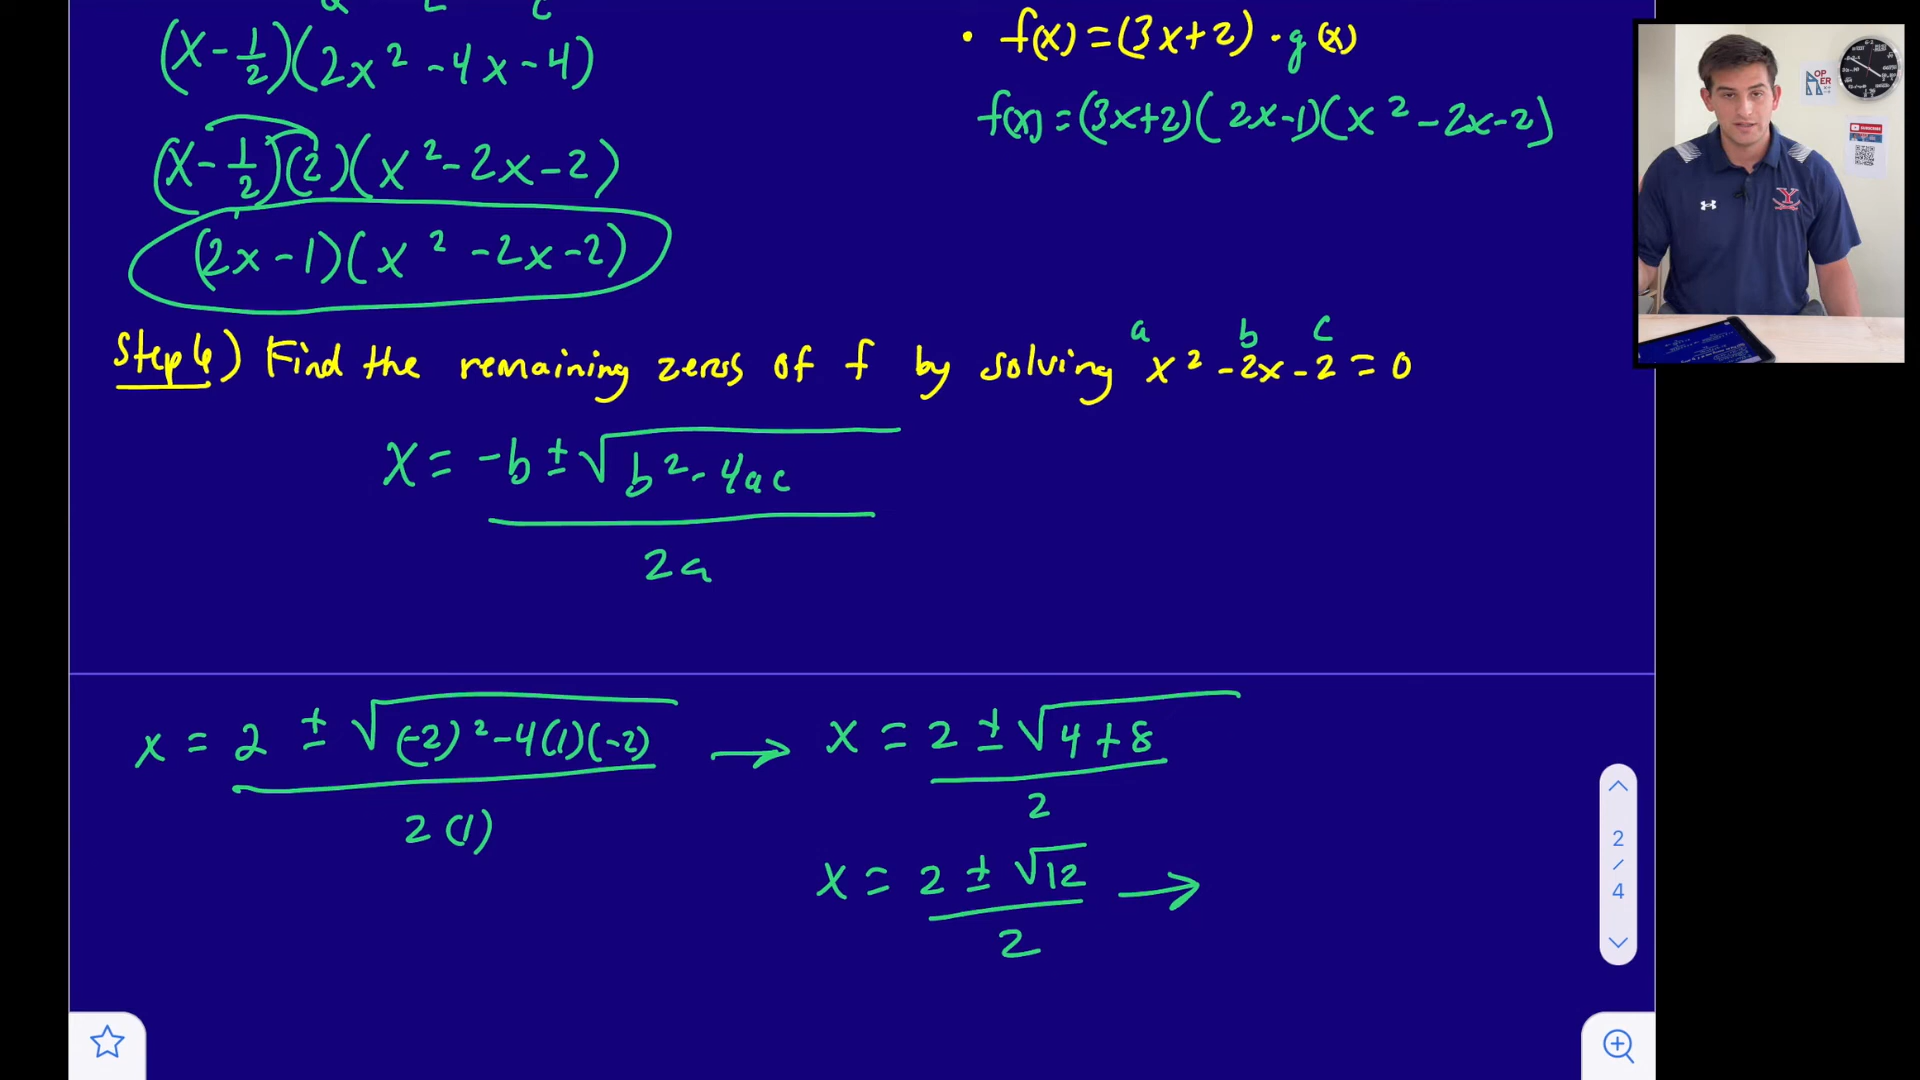 (x - 1/2)(2x² - 4x - 4)
(x - 1/2)(2)(x² - 2x - 2)
(2x - 1)(x² - 2x - 2)
• f(x) = (3x+2) · g(x)
f(x) = (3x+2)(2x-1)(x² - 2x - 2)
a b c
Step 6) Find the remaining zeros of f by solving x² - 2x - 2 = 0
x = (-b ± √(b² - 4ac)) / 2a
x = (2 ± √((-2)² - 4(1)(-2))) / 2(1) → x = (2 ± √(4+8)) / 2
x = (2 ± √12) / 2 →
2 / 4
SUBSCRIBE
Y